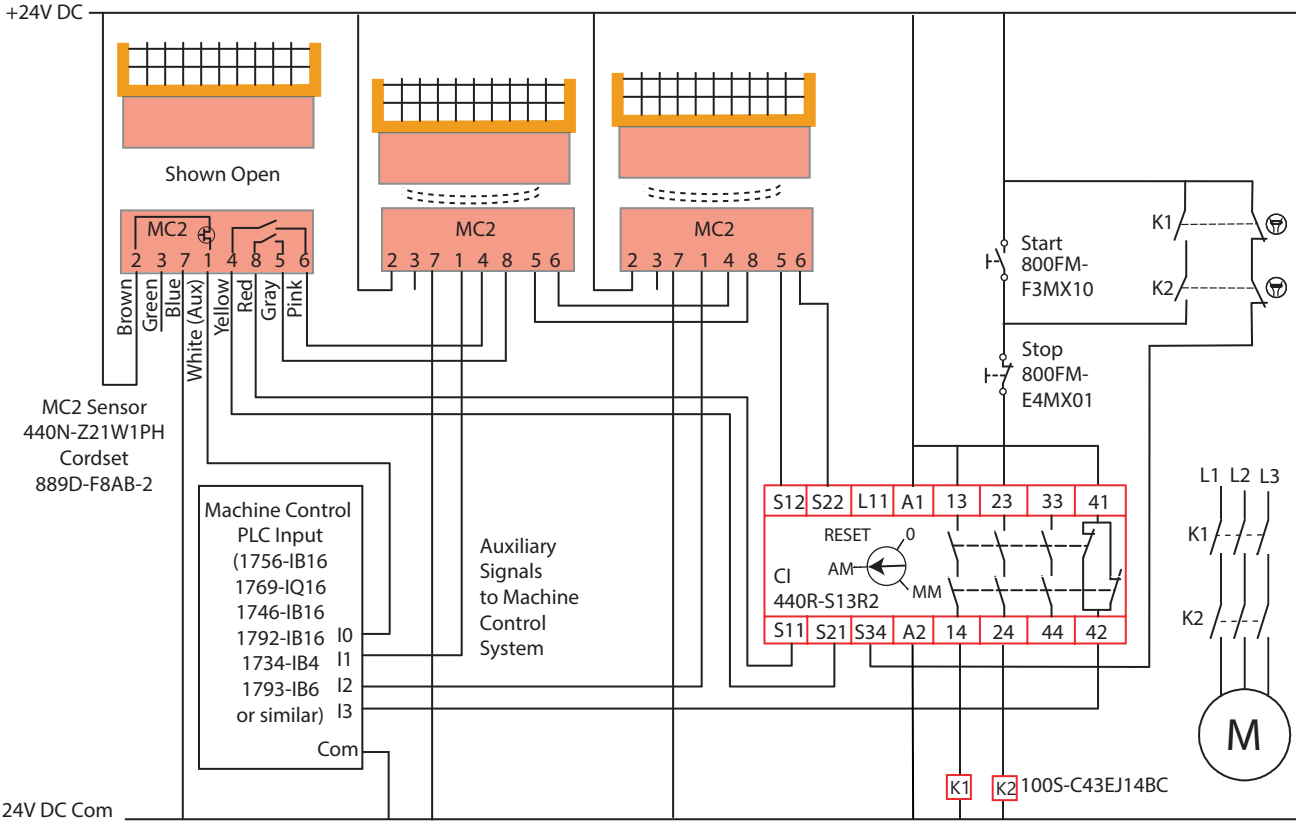 +24V DC
Shown Open
MC2
2 3 7 1 4 8 5 6
Brown
Green
Blue
White (Aux)
Yellow
Red
Gray
Pink
MC2
2 3 7 1 4 8 5 6
MC2
2 3 7 1 4 8 5 6
MC2 Sensor
440N-Z21W1PH
Cordset
889D-F8AB-2
Start
800FM-
F3MX10
K1
K2
Stop
800FM-
E4MX01
Machine Control
PLC Input
(1756-IB16
1769-IQ16
1746-IB16
1792-IB16
1734-IB4
1793-IB6
or similar)
I0
I1
I2
I3
Com
Auxiliary
Signals
to Machine
Control
System
S12 S22 L11 A1 13 23 33 41
RESET
0
AM
MM
CI
440R-S13R2
S11 S21 S34 A2 14 24 44 42
L1 L2 L3
K1
K2
M
K1
K2
100S-C43EJ14BC
24V DC Com